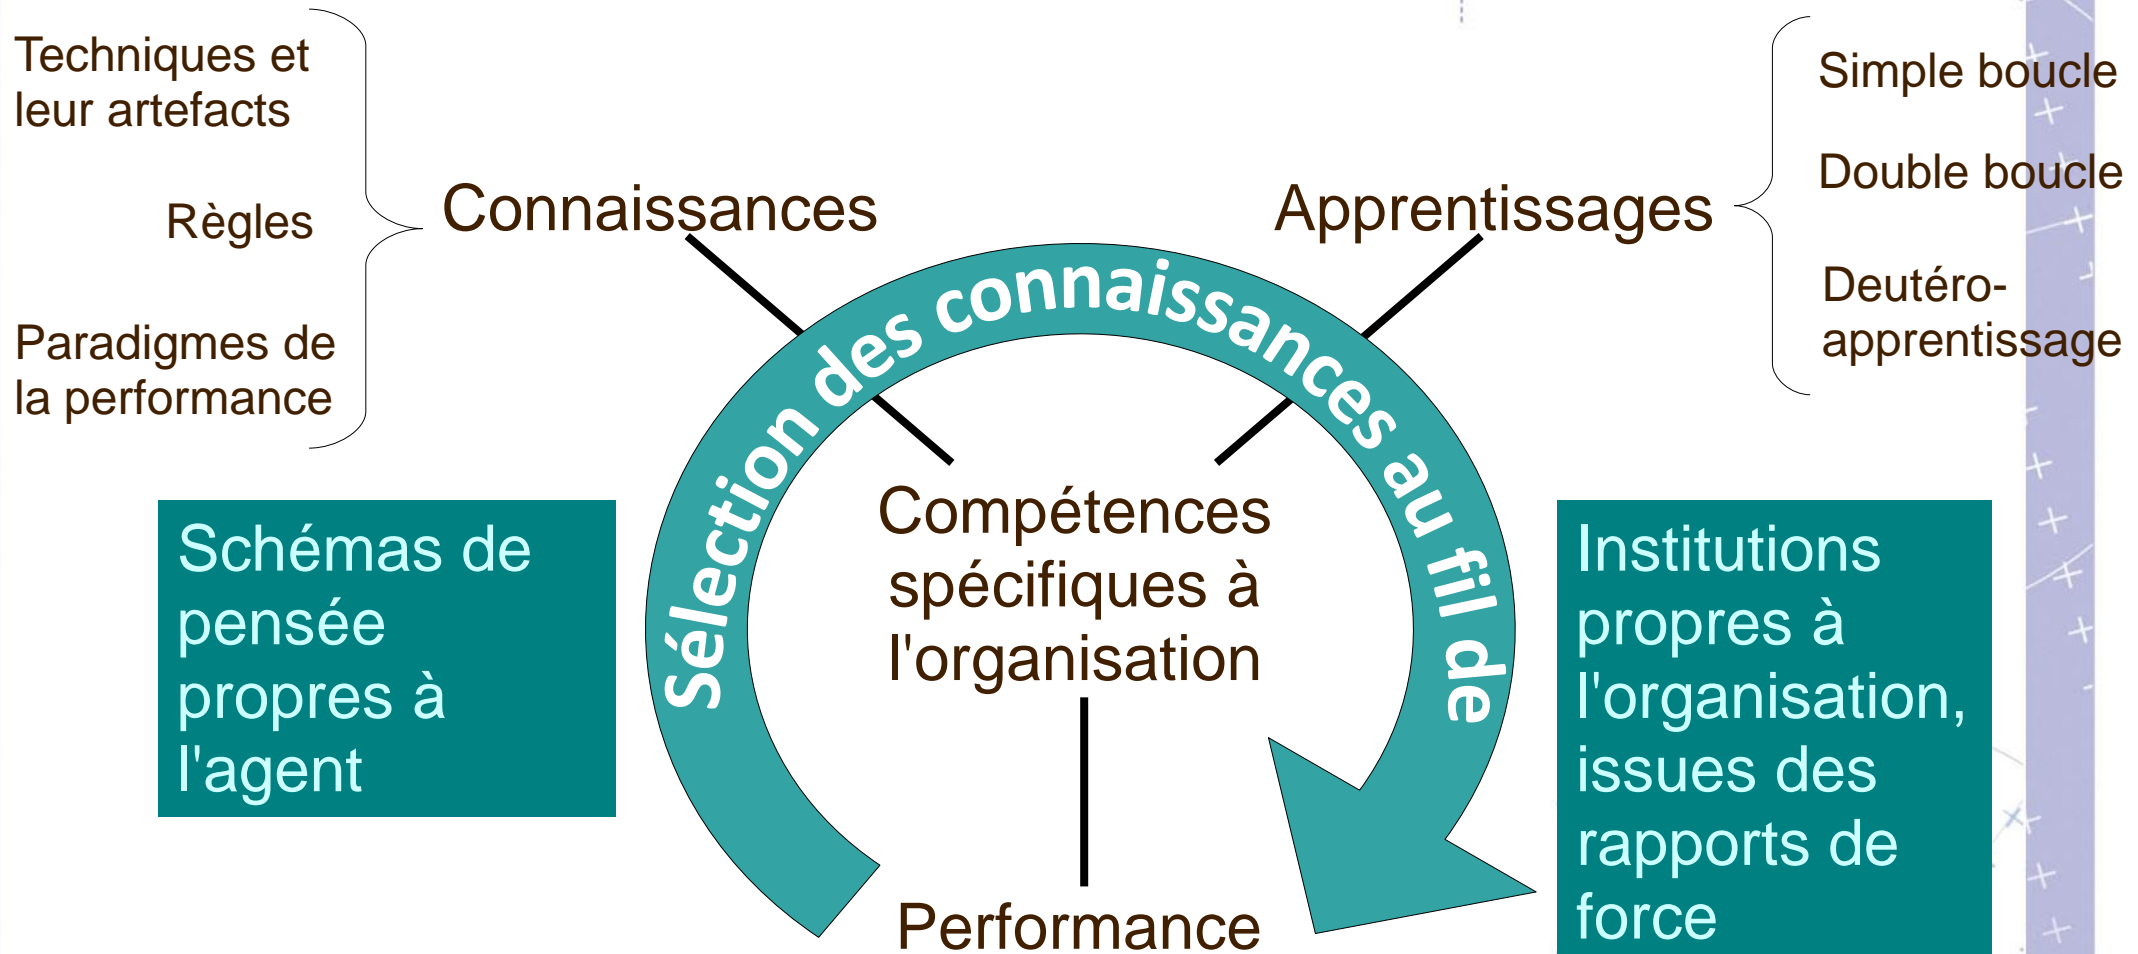 Techniques et
leur artefacts
Règles
Paradigmes de
la performance
Connaissances
Apprentissages
Simple boucle
Double boucle
Deutéro-
apprentissage
Sélection des connaissances au fil de
Schémas de
pensée
propres à
l'agent
Compétences
spécifiques à
l'organisation
Performance
Institutions
propres à
l'organisation,
issues des
rapports de
force